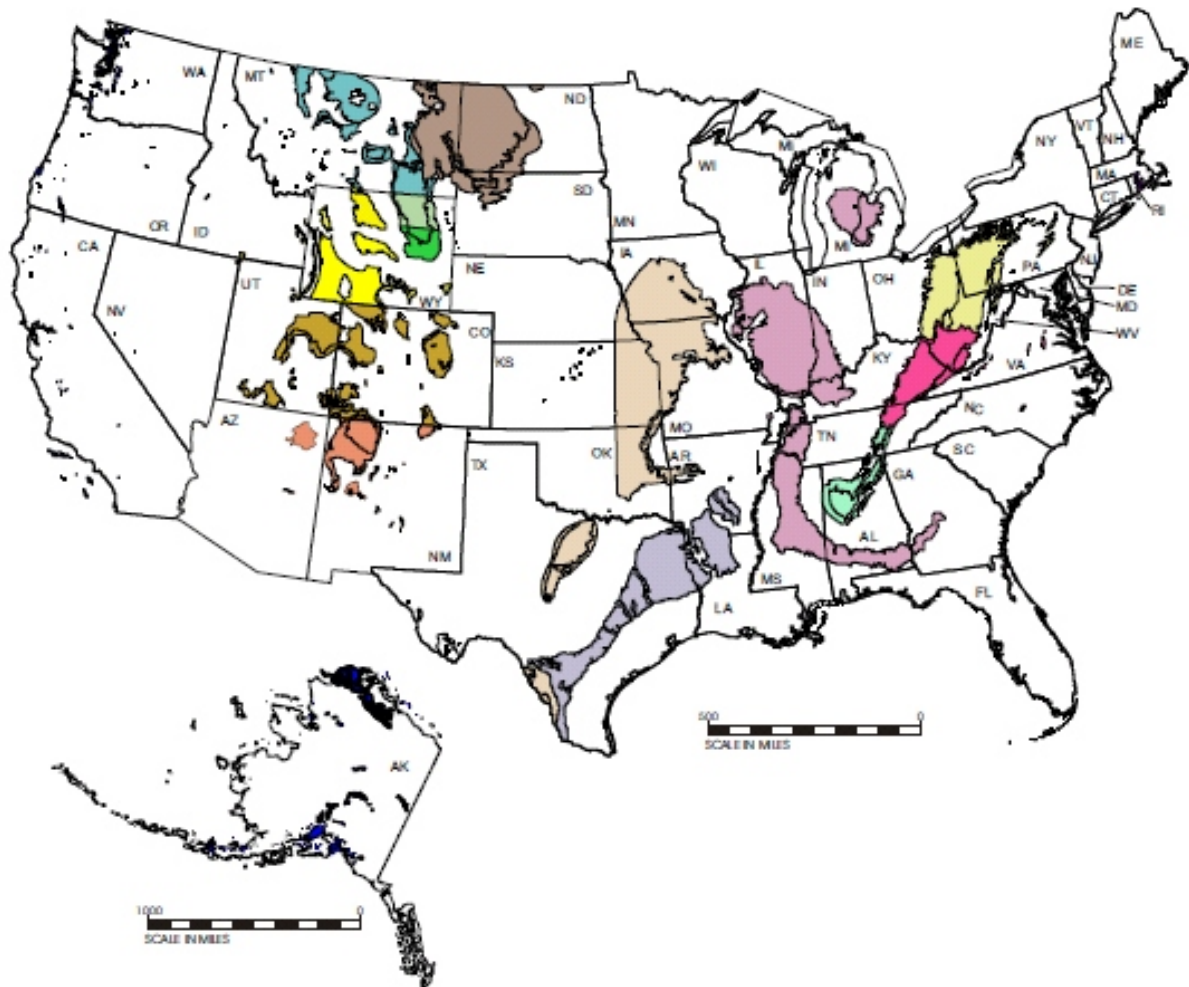 ME
WA
MT
ND
VT
NH
NY
MI
WI
MA
CT
RI
SD
OR
ID
MN
CA
MI
IA
PA
NJ
NE
IL
IN
OH
UT
DE
WY
MD
NV
CO
WV
KS
KY
VA
NC
AZ
MO
TN
OK
AR
SC
TX
GA
AL
NM
MS
FL
LA
500 0
SCALE IN MILES
AK
1000 0
SCALE IN MILES